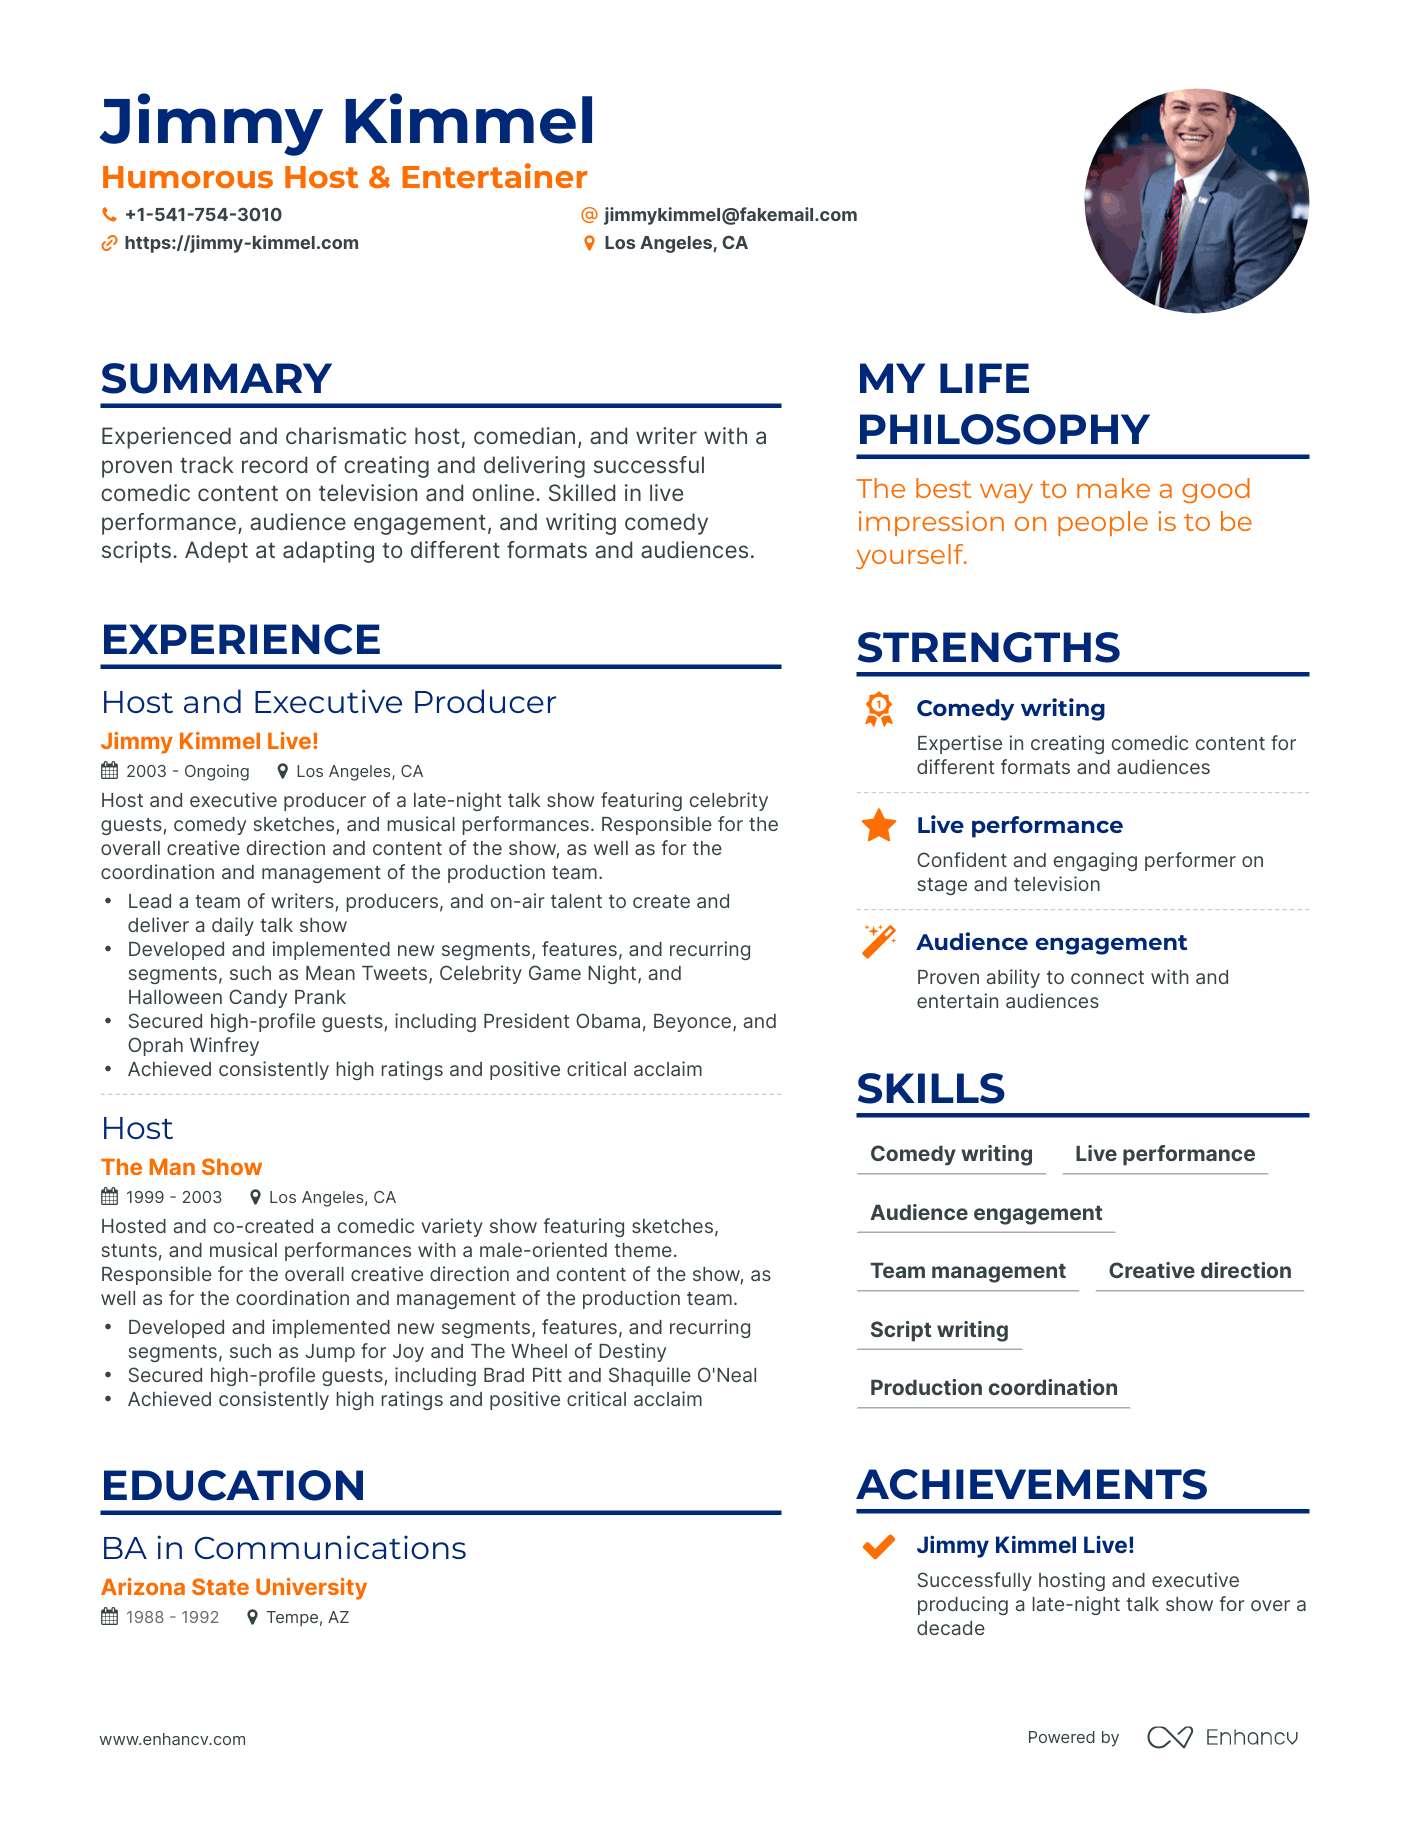 Jimmy Kimmel
Humorous Host & Entertainer
+1-541-754-3010
jimmykimmel@fakemail.com
https://jimmy-kimmel.com
Los Angeles, CA
SUMMARY
Experienced and charismatic host, comedian, and writer with a
proven track record of creating and delivering successful
comedic content on television and online. Skilled in live
performance, audience engagement, and writing comedy
scripts. Adept at adapting to different formats and audiences.
EXPERIENCE
Host and Executive Producer
Jimmy Kimmel Live!
2003 - Ongoing
Los Angeles, CA
Host and executive producer of a late-night talk show featuring celebrity
guests, comedy sketches, and musical performances. Responsible for the
overall creative direction and content of the show, as well as for the
coordination and management of the production team.
• Lead a team of writers, producers, and on-air talent to create and
deliver a daily talk show
• Developed and implemented new segments, features, and recurring
segments, such as Mean Tweets, Celebrity Game Night, and
Halloween Candy Prank
• Secured high-profile guests, including President Obama, Beyonce, and
Oprah Winfrey
• Achieved consistently high ratings and positive critical acclaim
Host
The Man Show
1999 - 2003
Los Angeles, CA
Hosted and co-created a comedic variety show featuring sketches,
stunts, and musical performances with a male-oriented theme.
Responsible for the overall creative direction and content of the show, as
well as for the coordination and management of the production team.
• Developed and implemented new segments, features, and recurring
segments, such as Jump for Joy and The Wheel of Destiny
• Secured high-profile guests, including Brad Pitt and Shaquille O'Neal
• Achieved consistently high ratings and positive critical acclaim
EDUCATION
BA in Communications
Arizona State University
1988 - 1992
Tempe, AZ
MY LIFE
PHILOSOPHY
The best way to make a good
impression on people is to be
yourself.
STRENGTHS
1
Comedy writing
Expertise in creating comedic content for
different formats and audiences
Live performance
Confident and engaging performer on
stage and television
Audience engagement
Proven ability to connect with and
entertain audiences
SKILLS
Comedy writing
Live performance
Audience engagement
Team management
Creative direction
Script writing
Production coordination
ACHIEVEMENTS
Jimmy Kimmel Live!
Successfully hosting and executive
producing a late-night talk show for over a
decade
www.enhancv.com
Powered by
Enhancv